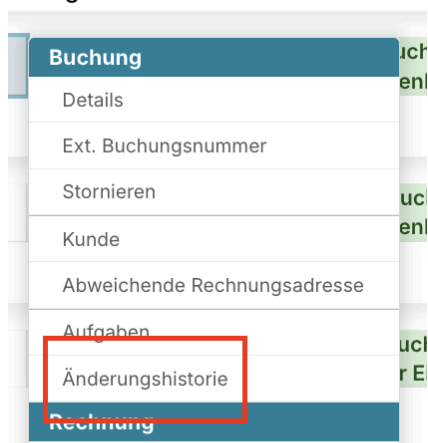 Buchung
Details
Ext. Buchungsnummer
Stornieren
Kunde
Abweichende Rechnungsadresse
Aufgaben
Änderungshistorie
Rechnung